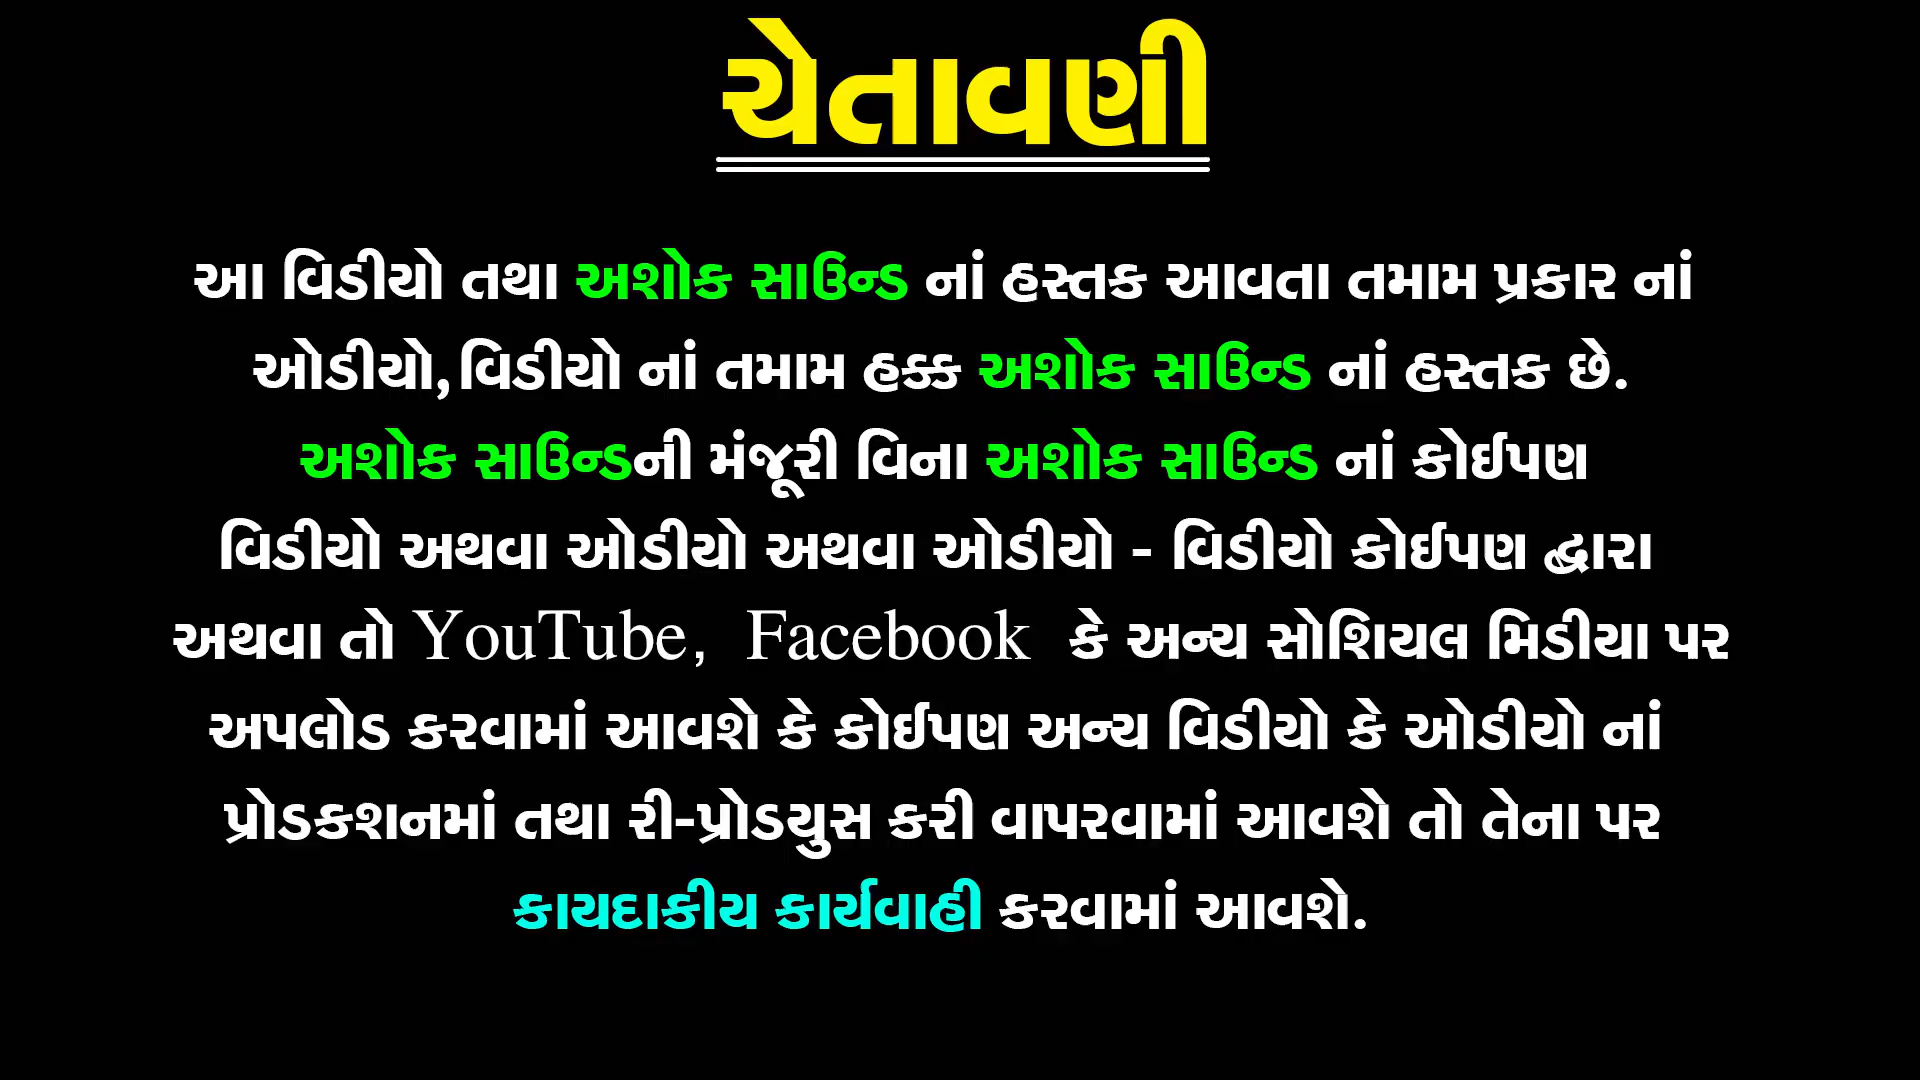 ચેતાવણી
આ વિડીયો તથા અશોક સાઉન્ડ નાં હસ્તક આવતા તમામ પ્રકાર નાં
ઓડીયો,વિડીયો નાં તમામ હક્ક અશોક સાઉન્ડ નાં હસ્તક છે.
અશોક સાઉન્ડની મંજૂરી વિના અશોક સાઉન્ડ નાં કોઈપણ
વિડીયો અથવા ઓડીયો અથવા ઓડીયો - વિડીયો કોઈપણ દ્વારા
અથવા તો YouTube, Facebook કે અન્ય સોશિયલ મિડીયા પર
અપલોડ કરવામાં આવશે કે કોઈપણ અન્ય વિડીયો કે ઓડીયો નાં
પ્રોડકશનમાં તથા રી-પ્રોડયુસ કરી વાપરવામાં આવશે તો તેના પર
કાયદાકીય કાર્યવાહી કરવામાં આવશે.